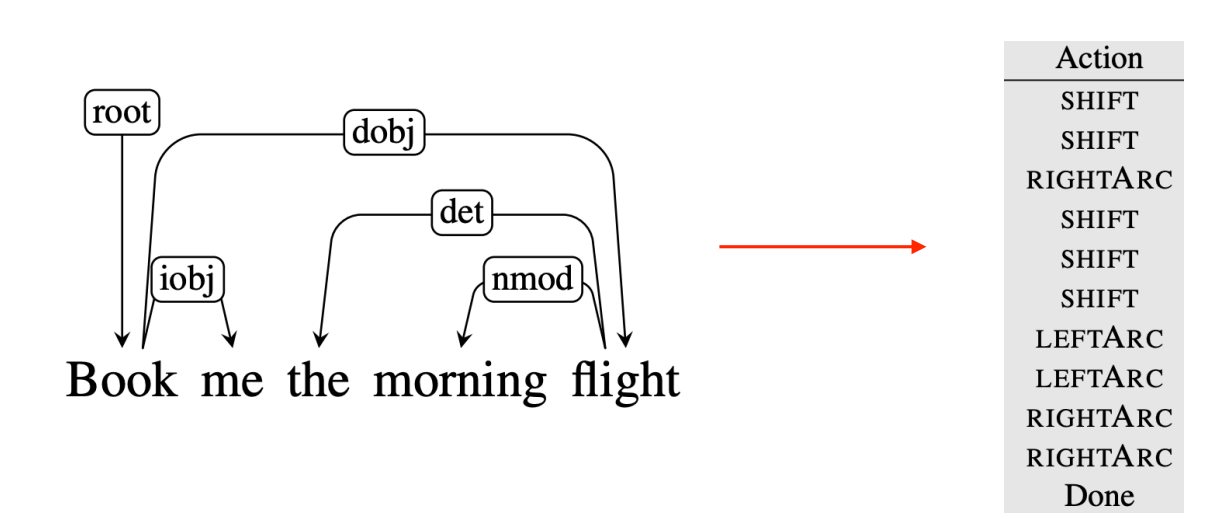 root
dobj
det
iobj
nmod
Book me the morning flight
Action
SHIFT
SHIFT
RIGHTARC
SHIFT
SHIFT
SHIFT
LEFTARC
LEFTARC
RIGHTARC
RIGHTARC
Done